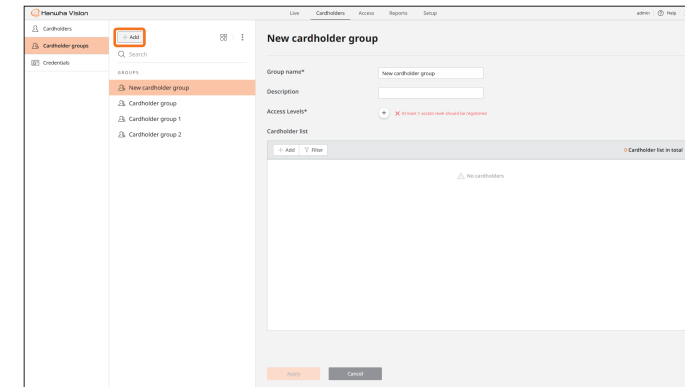 Hanwha Vision
Live Cardholders Access Reports Setup
admin Help
Cardholders
Cardholder groups
Credentials
+ Add
Search
GROUPS
New cardholder group
Cardholder group
Cardholder group 1
Cardholder group 2
New cardholder group
Group name* New cardholder group
Description
Access Levels* + At least 1 access level should be registered
Cardholder list
+ Add Filter 0 Cardholder list in total
No cardholders
Apply Cancel